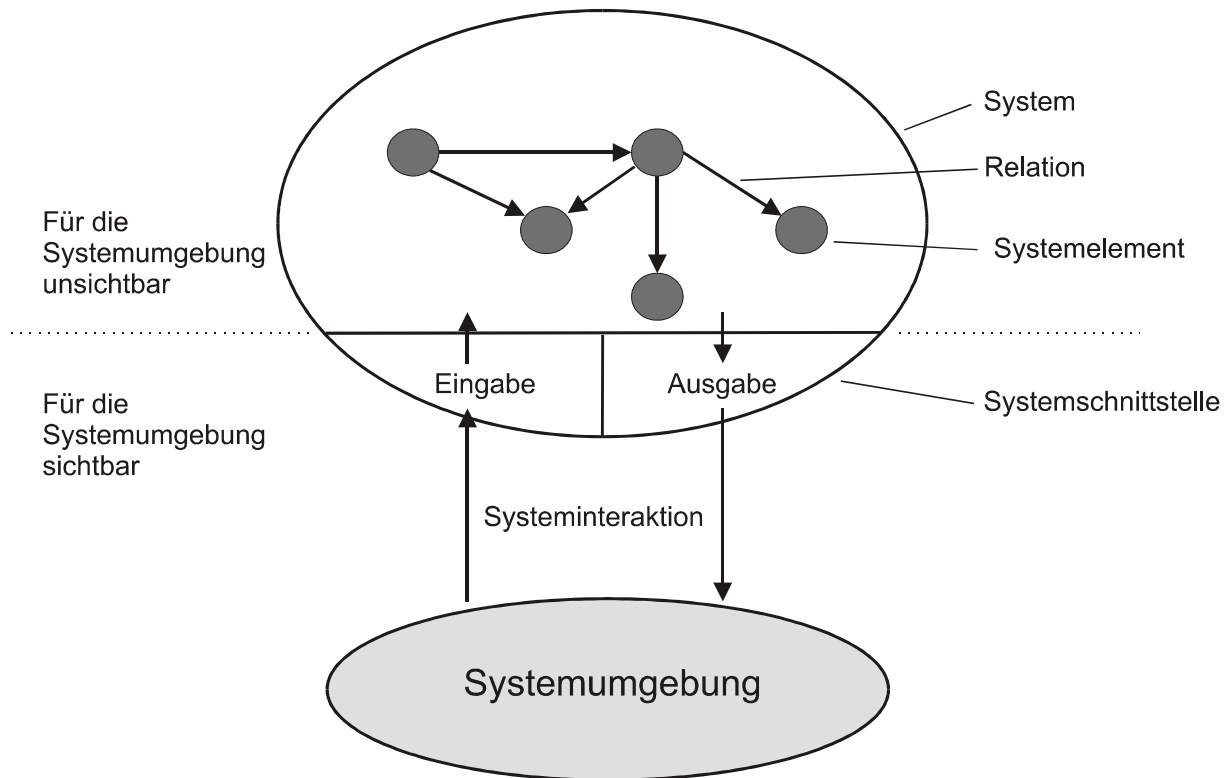 System
Relation
Für die
Systemumgebung
unsichtbar
Systemelement
Eingabe
Ausgabe
Für die
Systemumgebung
sichtbar
Systemschnittstelle
Systeminteraktion
Systemumgebung